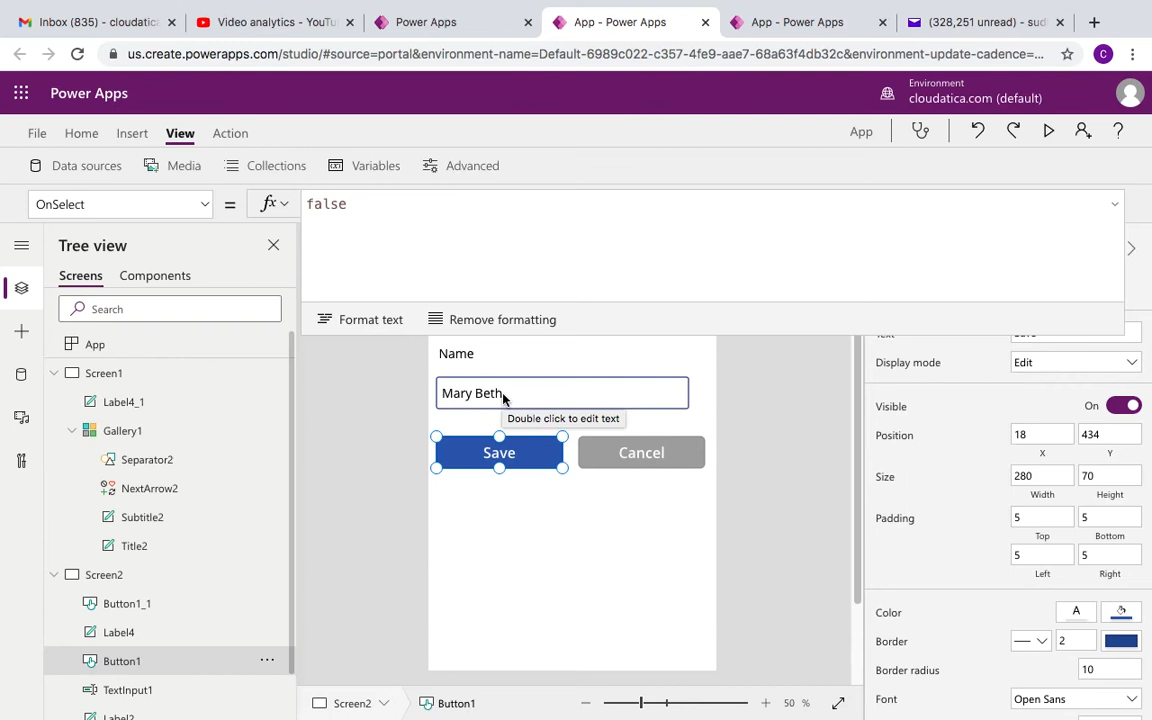 Inbox (835) - cloudatica
Video analytics - YouTu
Power Apps
App - Power Apps
App - Power Apps
(328,251 unread) - sud
us.create.powerapps.com/studio/#source=portal&environment-name=Default-6989c022-c357-4fe9-aae7-68a63f4db32c&environment-update-cadence=...
C
Power Apps
Environment
cloudatica.com (default)
File
Home
Insert
View
Action
App
Data sources
Media
Collections
Variables
Advanced
OnSelect
=
fx
false
Format text
Remove formatting
Tree view
Screens
Components
Search
App
Screen1
Label4_1
Gallery1
Separator2
NextArrow2
Subtitle2
Title2
Screen2
Button1_1
Label4
Button1
TextInput1
Name
Mary Beth
Double click to edit text
Save
Cancel
Display mode
Edit
Visible
On
Position
18
434
X
Y
Size
280
70
Width
Height
Padding
5
5
Top
Bottom
5
5
Left
Right
Color
A
Border
2
Border radius
10
Font
Open Sans
Screen2
Button1
50 %